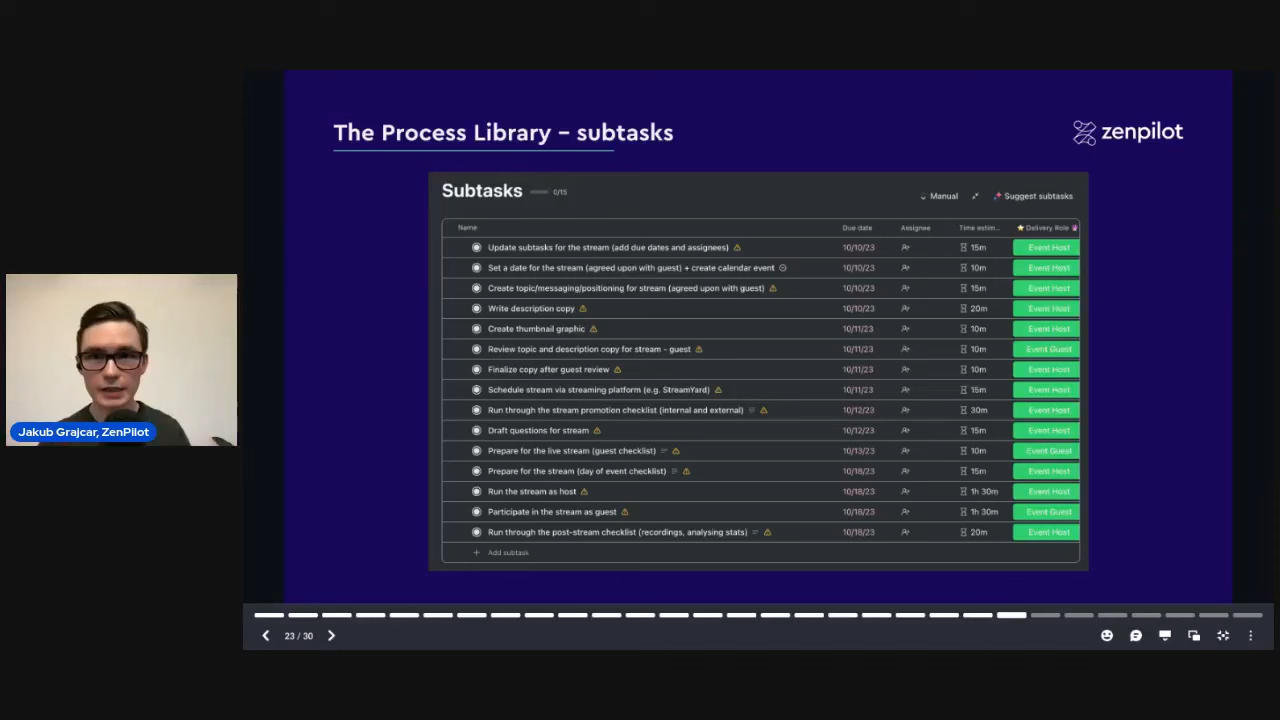 The Process Library – subtasks
zenpilot
Subtasks 0/15
Manual Suggest subtasks
Name Due date Assignee Time estim... Delivery Role
Update subtasks for the stream (add due dates and assignees) 10/10/23 15m Event Host
Set a date for the stream (agreed upon with guest) + create calendar event 10/10/23 10m Event Host
Create topic/messaging/positioning for stream (agreed upon with guest) 10/10/23 15m Event Host
Write description copy 10/10/23 20m Event Host
Create thumbnail graphic 10/11/23 10m Event Host
Review topic and description copy for stream - guest 10/11/23 10m Event Guest
Finalize copy after guest review 10/11/23 10m Event Host
Schedule stream via streaming platform (e.g. StreamYard) 10/11/23 15m Event Host
Run through the stream promotion checklist (internal and external) 10/12/23 30m Event Host
Draft questions for stream 10/12/23 15m Event Host
Prepare for the live stream (guest checklist) 10/13/23 10m Event Guest
Prepare for the stream (day of event checklist) 10/18/23 15m Event Host
Run the stream as host 10/18/23 1h 30m Event Host
Participate in the stream as guest 10/18/23 1h 30m Event Guest
Run through the post-stream checklist (recordings, analysing stats) 10/18/23 20m Event Host
+ Add subtask
Jakub Grajcar, ZenPilot
23 / 30